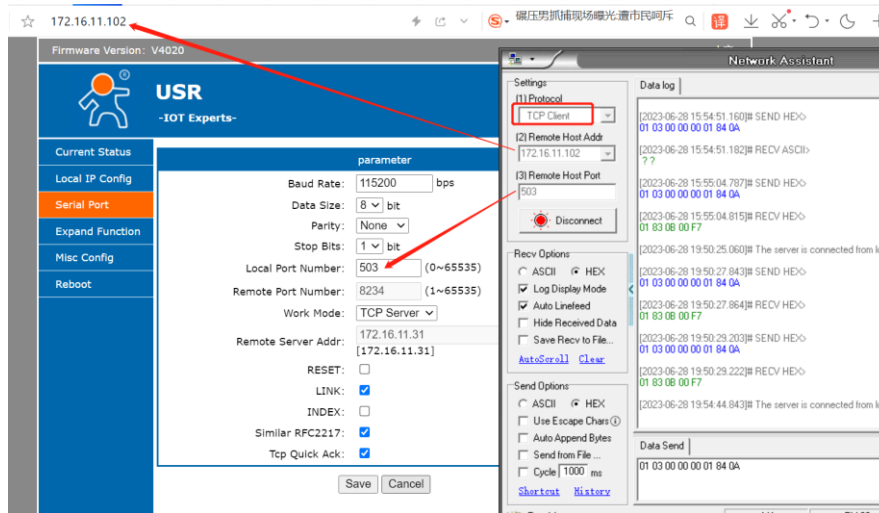 172.16.11.102
碾压男抓捕现场曝光:遭市民呵斥
译
Firmware Version: V4020
USR
-IOT Experts-
Current Status
Local IP Config
Serial Port
Expand Function
Misc Config
Reboot
parameter
Baud Rate: 115200 bps
Data Size: 8 bit
Parity: None
Stop Bits: 1 bit
Local Port Number: 503 (0~65535)
Remote Port Number: 8234 (1~65535)
Work Mode: TCP Server
Remote Server Addr: 172.16.11.31
[172.16.11.31]
RESET:
LINK:
INDEX:
Similar RFC2217:
Tcp Quick Ack:
Save Cancel
Network Assistant
Settings
(1) Protocol
TCP Client
(2) Remote Host Addr
172.16.11.102
(3) Remote Host Port
503
Disconnect
Recv Options
ASCII HEX
Log Display Mode
Auto Linefeed
Hide Received Data
Save Recv to File...
AutoScroll Clear
Send Options
ASCII HEX
Use Escape Chars
Auto Append Bytes
Send from File ...
Cycle 1000 ms
Shortcut History
Data log
[2023-06-28 15:54:51.160]# SEND HEX>
01 03 00 00 00 01 84 0A
[2023-06-28 15:54:51.182]# RECV ASCII>
? ?
[2023-06-28 15:55:04.787]# SEND HEX>
01 03 00 00 00 01 84 0A
[2023-06-28 15:55:04.815]# RECV HEX>
01 83 0B 00 F7
[2023-06-28 19:50:25.060]# The server is connected from
[2023-06-28 19:50:27.843]# SEND HEX>
01 03 00 00 00 01 84 0A
[2023-06-28 19:50:27.864]# RECV HEX>
01 83 0B 00 F7
[2023-06-28 19:50:29.203]# SEND HEX>
01 03 00 00 00 01 84 0A
[2023-06-28 19:50:29.222]# RECV HEX>
01 83 0B 00 F7
[2023-06-28 19:54:44.843]# The server is connected from
Data Send
01 03 00 00 00 01 84 0A